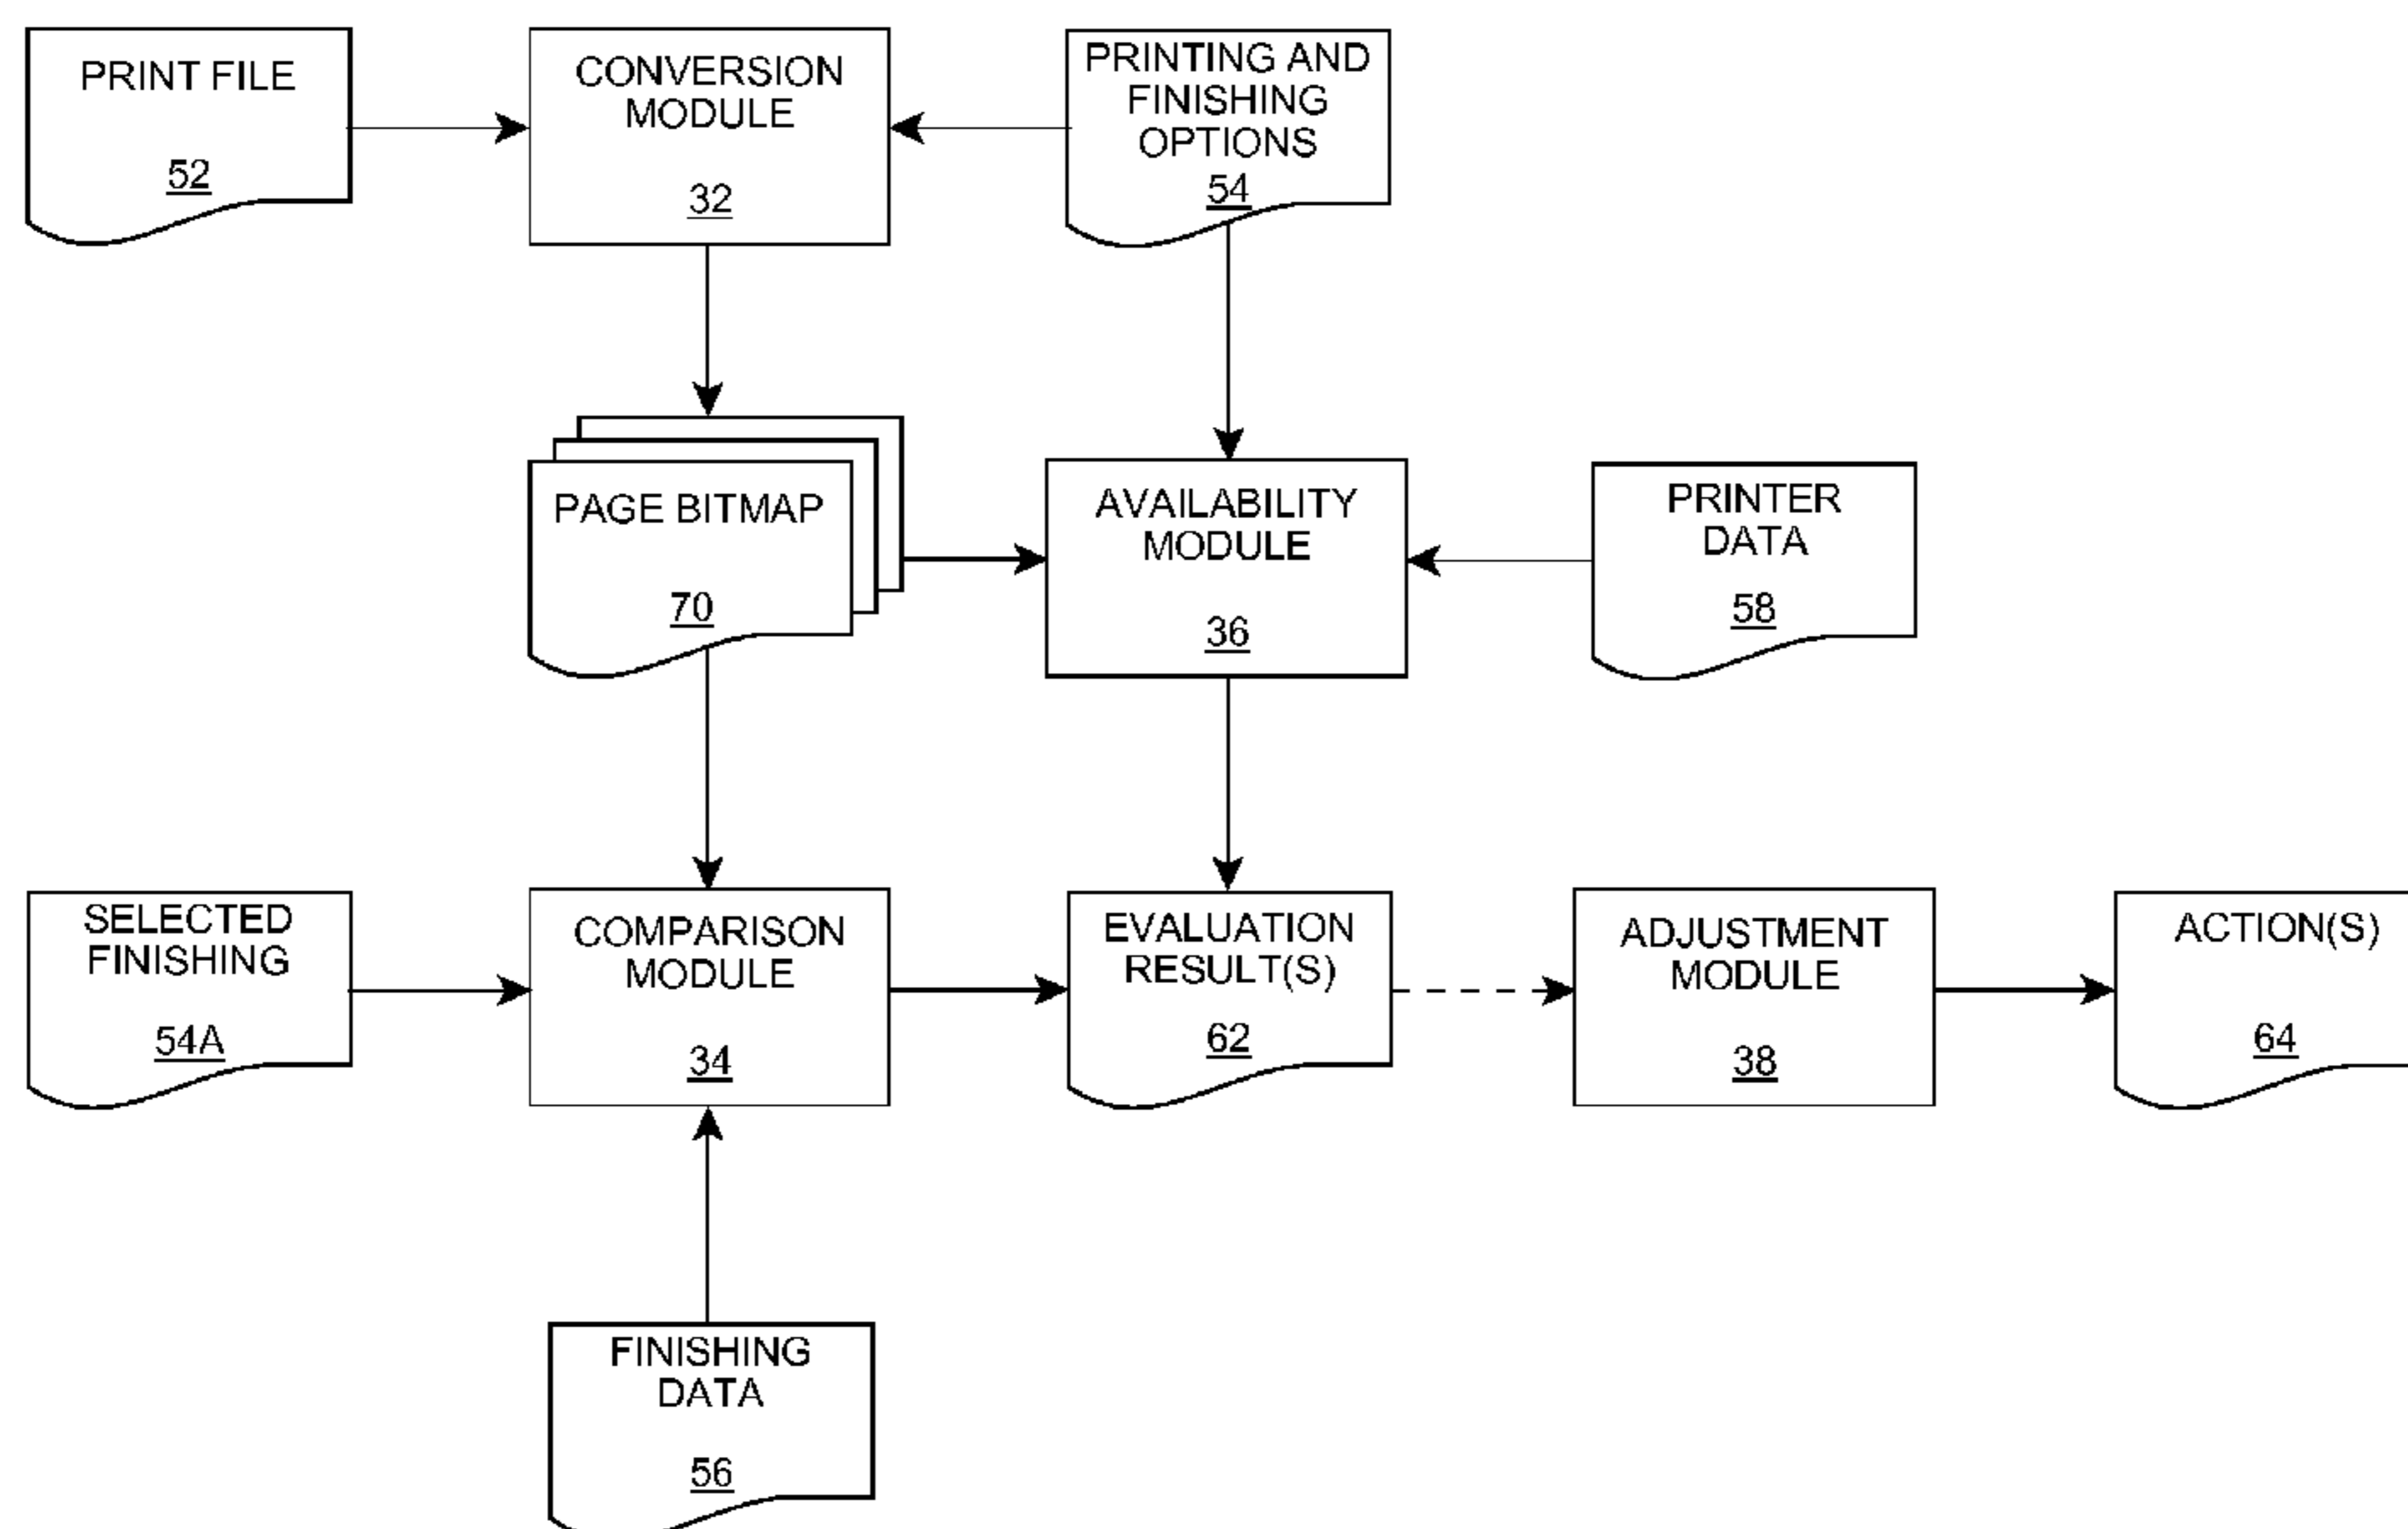 PRINT FILE
52
CONVERSION
MODULE
32
PRINTING AND
FINISHING
OPTIONS
54
PAGE BITMAP
70
AVAILABILITY
MODULE
36
PRINTER
DATA
58
SELECTED
FINISHING
54A
COMPARISON
MODULE
34
EVALUATION
RESULT(S)
62
ADJUSTMENT
MODULE
38
ACTION(S)
64
FINISHING
DATA
56